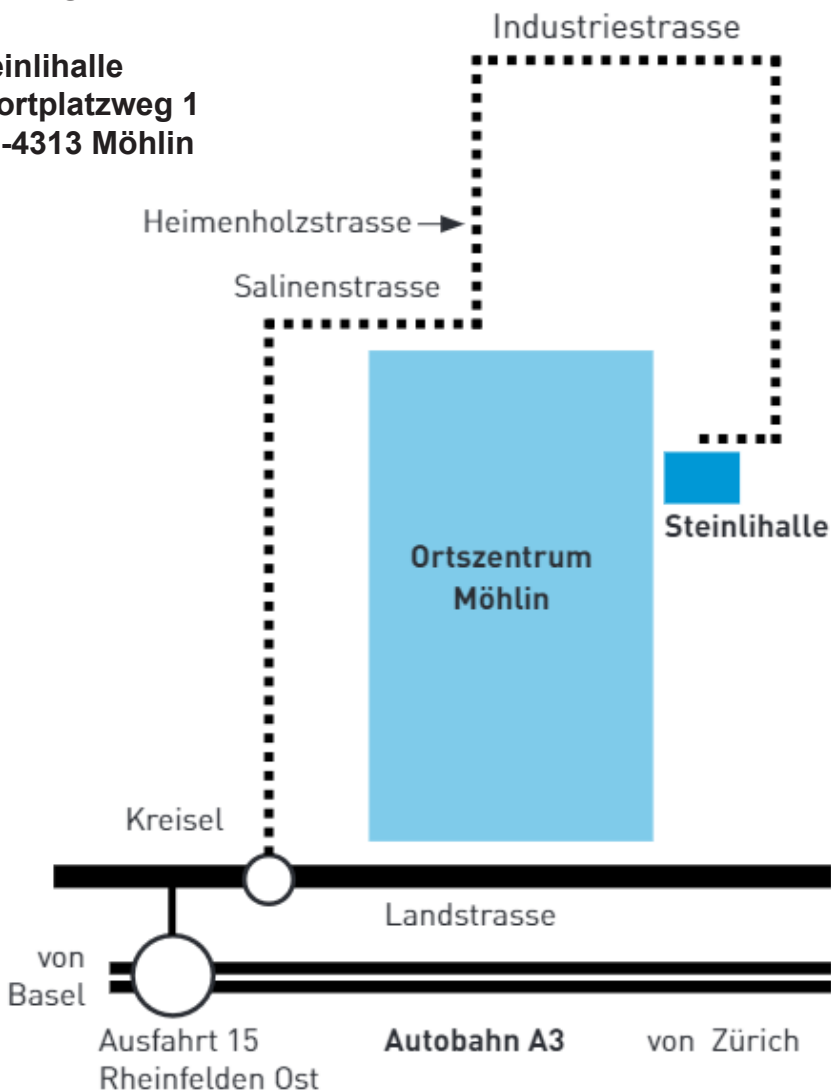 einlihalle
ortplatzweg 1
-4313 Möhlin
Industriestrasse
Heimenholzstrasse
Salinenstrasse
Ortszentrum
Möhlin
Steinlihalle
Kreisel
Landstrasse
von
Basel
Ausfahrt 15
Rheinfelden Ost
Autobahn A3
von Zürich